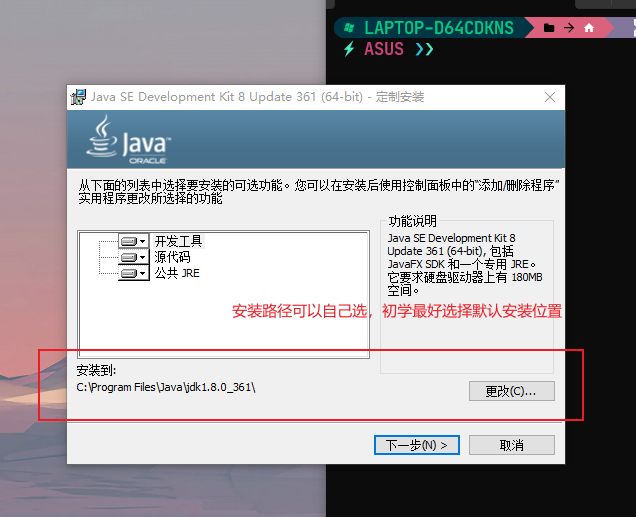 LAPTOP-D64CDKNS
ASUS
Java SE Development Kit 8 Update 361 (64-bit) - 定制安装
Java™
ORACLE
从下面的列表中选择要安装的可选功能。您可以在安装后使用控制面板中的"添加/删除程序"
实用程序更改所选择的功能
开发工具
源代码
公共 JRE
功能说明
Java SE Development Kit 8
Update 361 (64-bit), 包括
JavaFX SDK 和一个专用 JRE。
它要求硬盘驱动器上有 180MB
空间。
安装路径可以自己选，初学最好选择默认安装位置
安装到:
C:\Program Files\Java\jdk1.8.0_361\
更改(C)...
下一步(N) >
取消